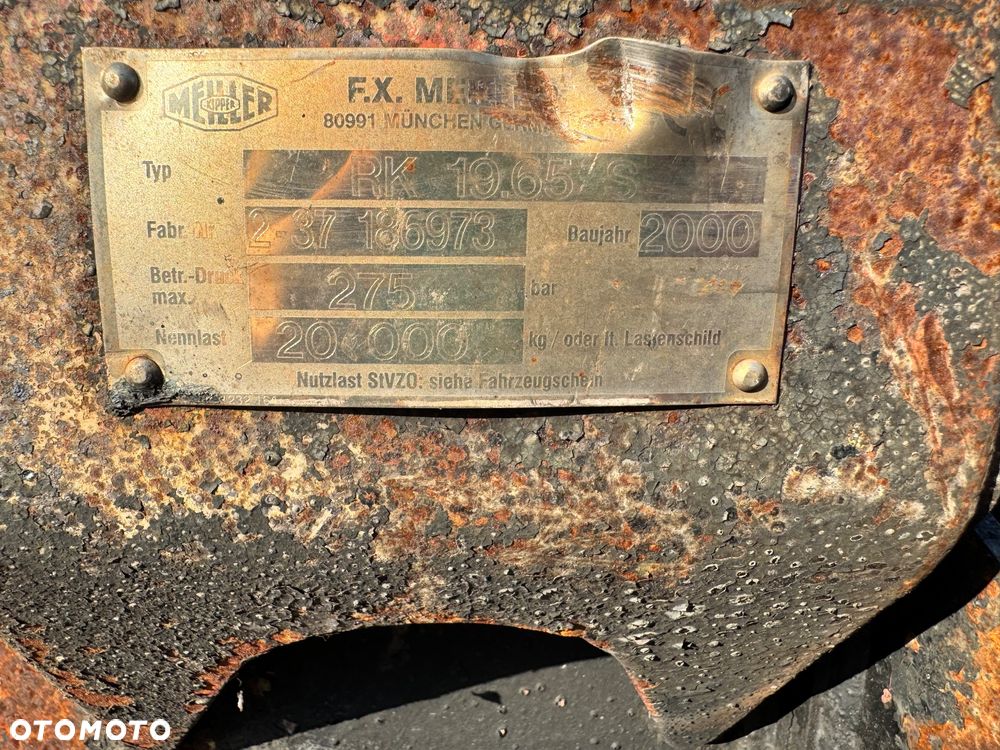 MEILLER KIPPER
F.X.
80991 MÜNCHEN
Typ RK 19.65 S
Fabr. Nr. 2-37 186973 Baujahr 2000
Betr.-Druck max. 275 bar
Nennlast 20 000 kg / oder lt. Lastenschild
Nutzlast StVZO: siehe Fahrzeugschein
OTOMOTO